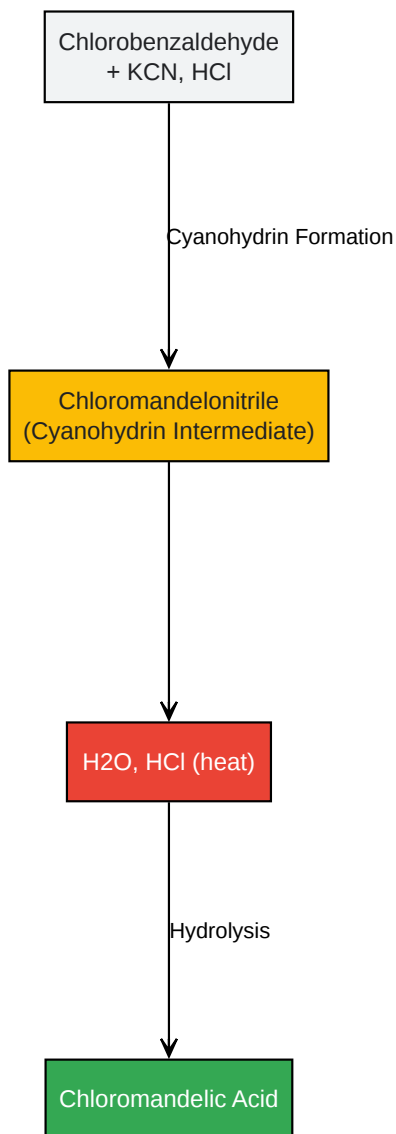 Chlorobenzaldehyde
+ KCN, HCl
Cyanohydrin Formation
Chloromandelonitrile
(Cyanohydrin Intermediate)
H2O, HCl (heat)
Hydrolysis
Chloromandelic Acid